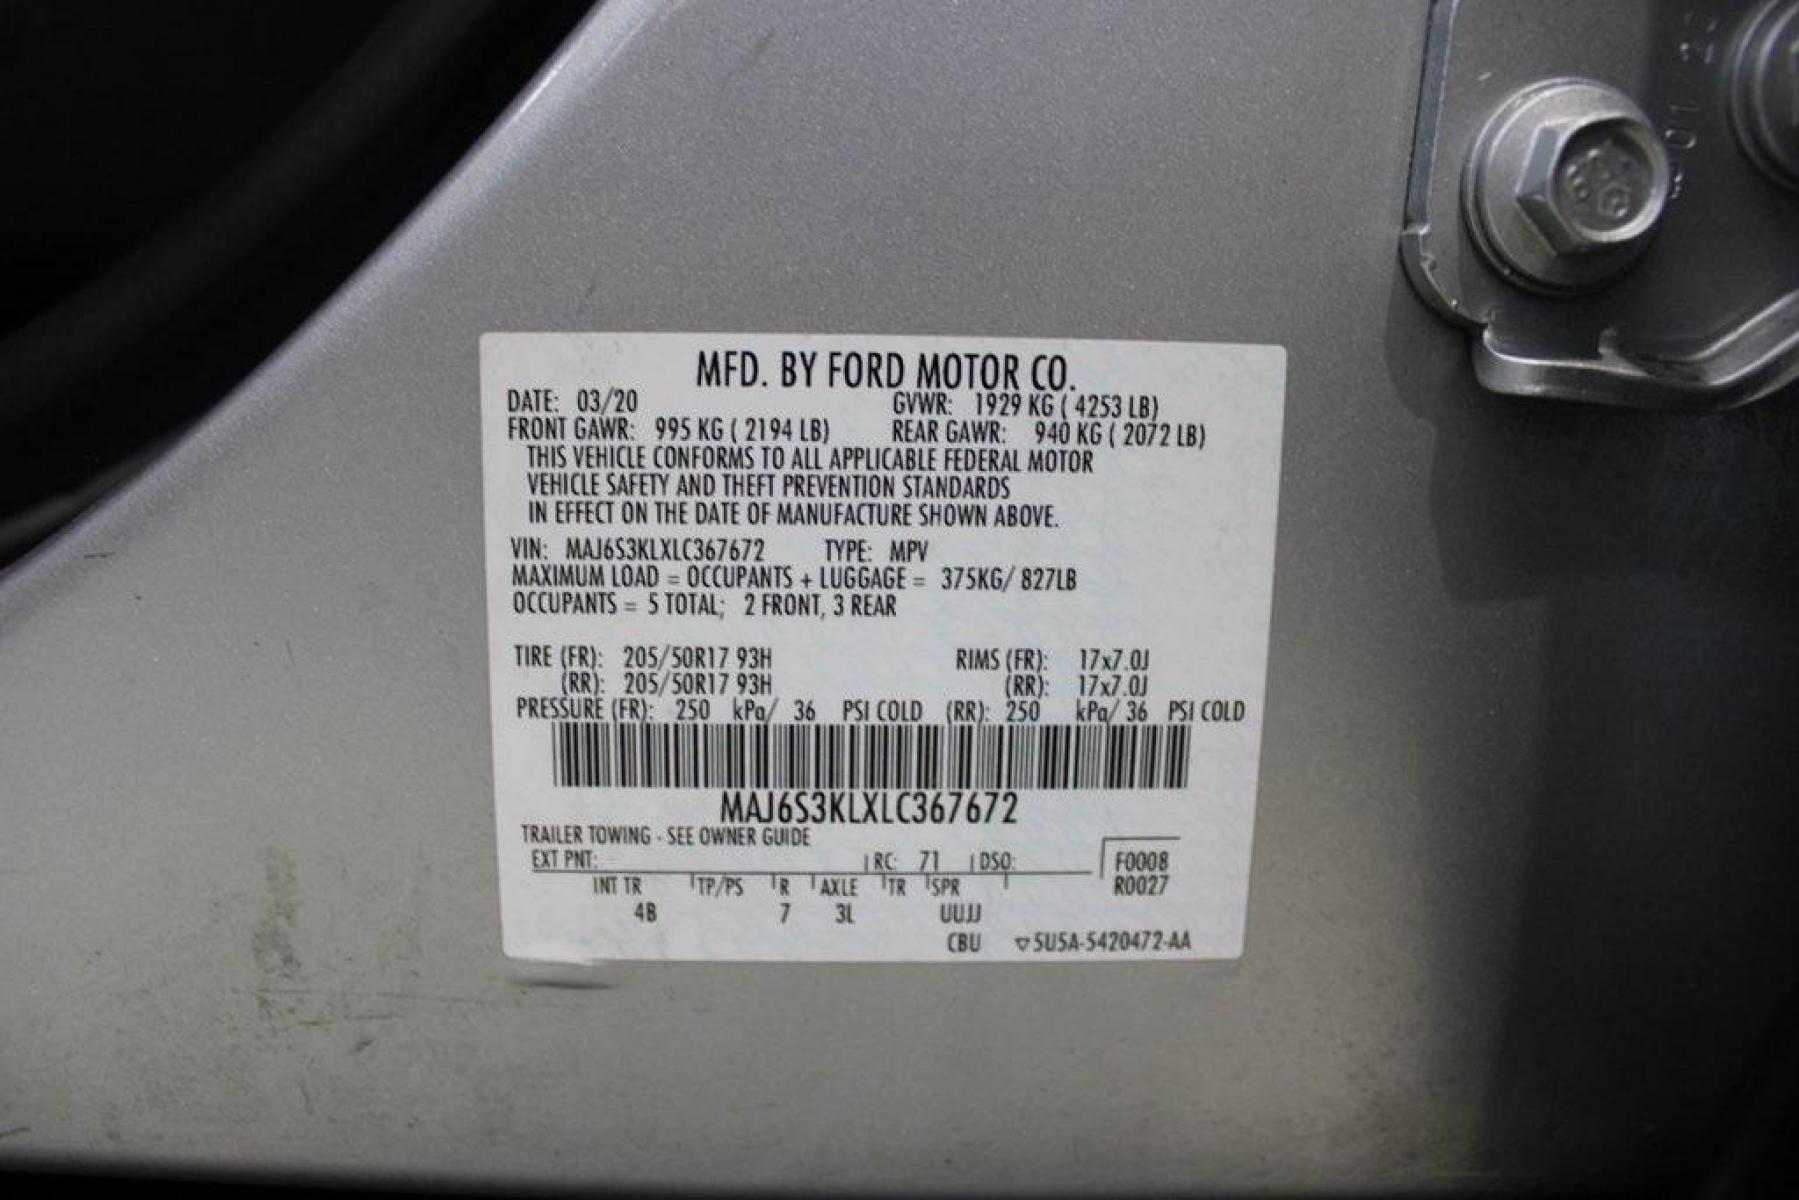 MFD. BY FORD MOTOR CO.
DATE: 03/20 GVWR: 1929 KG ( 4253 LB)
FRONT GAWR: 995 KG ( 2194 LB) REAR GAWR: 940 KG ( 2072 LB)
THIS VEHICLE CONFORMS TO ALL APPLICABLE FEDERAL MOTOR
VEHICLE SAFETY AND THEFT PREVENTION STANDARDS
IN EFFECT ON THE DATE OF MANUFACTURE SHOWN ABOVE.
VIN: MAJ6S3KLXLC367672 TYPE: MPV
MAXIMUM LOAD = OCCUPANTS + LUGGAGE = 375KG/ 827LB
OCCUPANTS = 5 TOTAL; 2 FRONT, 3 REAR
TIRE (FR): 205/50R17 93H RIMS (FR): 17x7.0J
(RR): 205/50R17 93H (RR): 17x7.0J
PRESSURE (FR): 250 kPa/ 36 PSI COLD (RR): 250 kPa/ 36 PSI COLD
MAJ6S3KLXLC367672
TRAILER TOWING - SEE OWNER GUIDE
EXT PNT: RC: 71 DSO: F0008
INT TR TP/PS R AXLE TR SPR R0027
4B 7 3L UUJJ
CBU ▽5U5A-5420472-AA